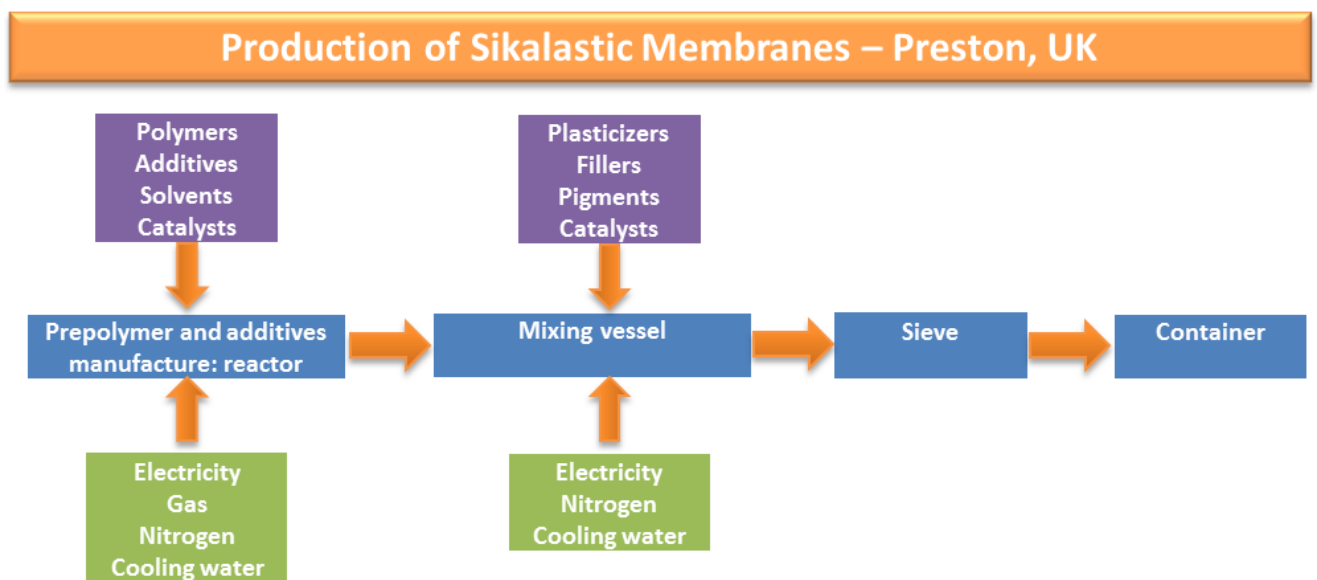 Production of Sikalastic Membranes – Preston, UK
Polymers
Additives
Solvents
Catalysts
Plasticizers
Fillers
Pigments
Catalysts
Prepolymer and additives
manufacture: reactor
Mixing vessel
Sieve
Container
Electricity
Gas
Nitrogen
Cooling water
Electricity
Nitrogen
Cooling water